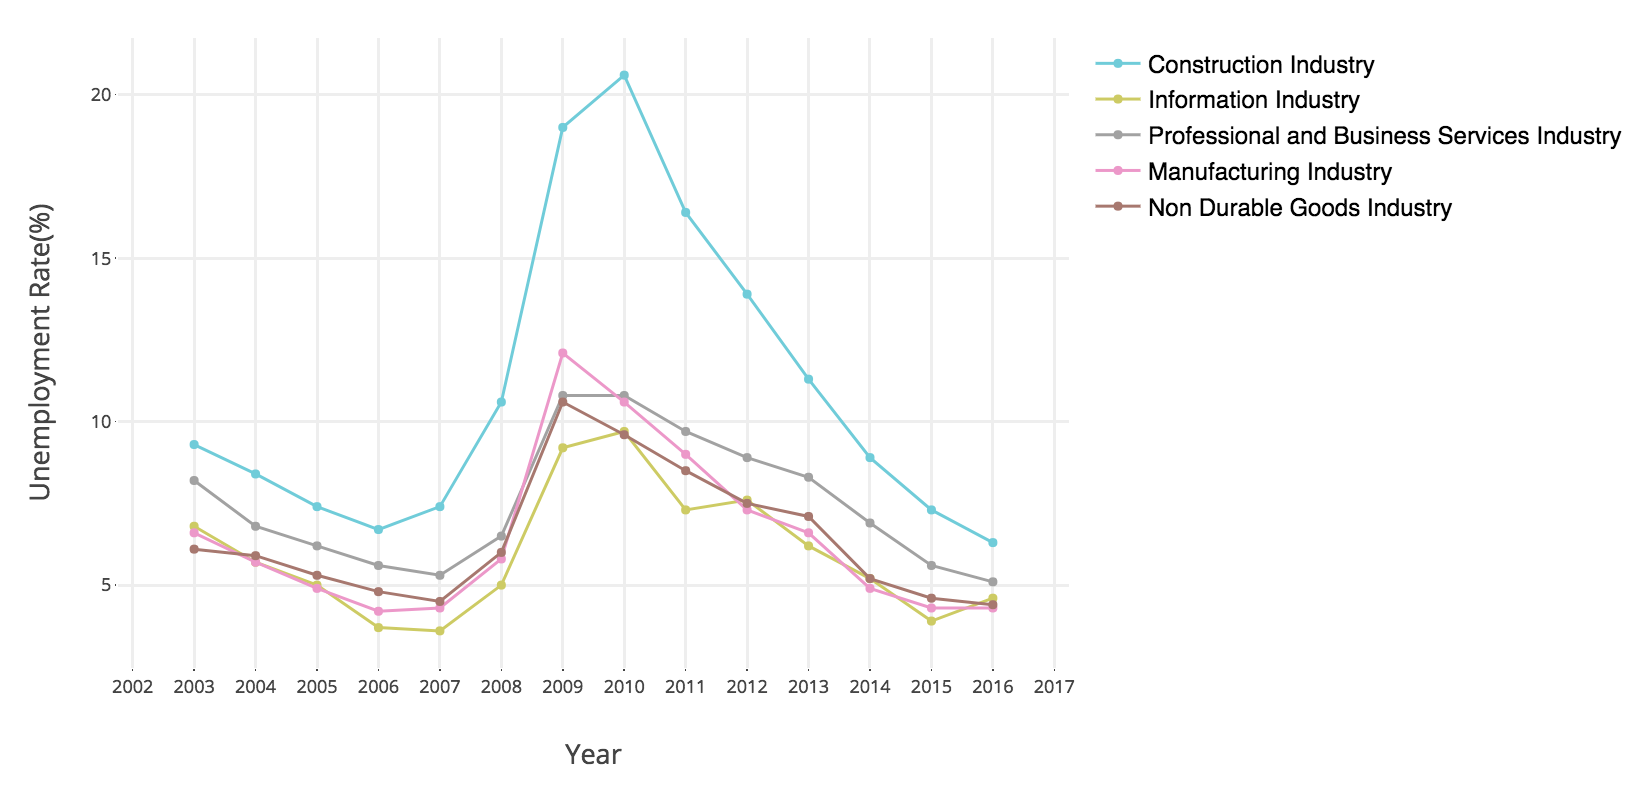 Construction Industry
Information Industry
Professional and Business Services Industry
Manufacturing Industry
Non Durable Goods Industry
Unemployment Rate(%)
20
15
10
5
2002 2003 2004 2005 2006 2007 2008 2009 2010 2011 2012 2013 2014 2015 2016 2017
Year